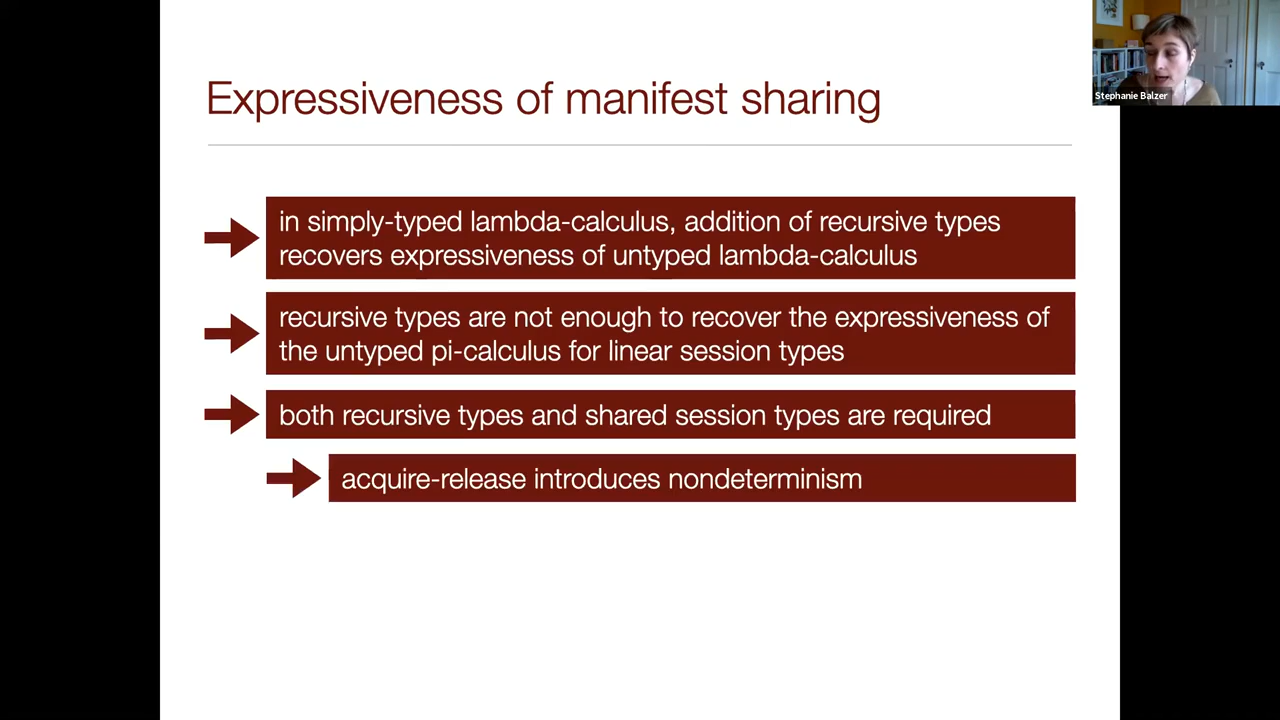 Expressiveness of manifest sharing
in simply-typed lambda-calculus, addition of recursive types
recovers expressiveness of untyped lambda-calculus
recursive types are not enough to recover the expressiveness of
the untyped pi-calculus for linear session types
both recursive types and shared session types are required
acquire-release introduces nondeterminism
Stephanie Balzer